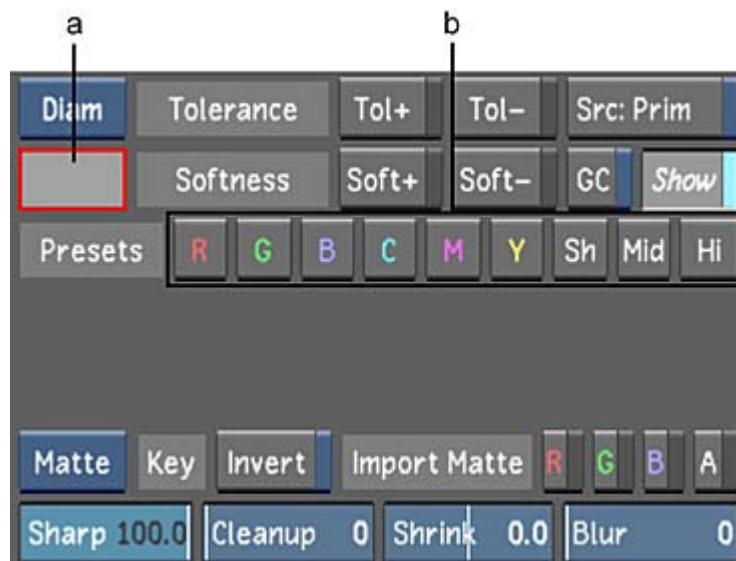 a b
Diam Tolerance Tol+ Tol- Src: Prim
Softness Soft+ Soft- GC Show
Presets R G B C M Y Sh Mid Hi
Matte Key Invert Import Matte R G B A
Sharp 100.0 Cleanup 0 Shrink 0.0 Blur 0